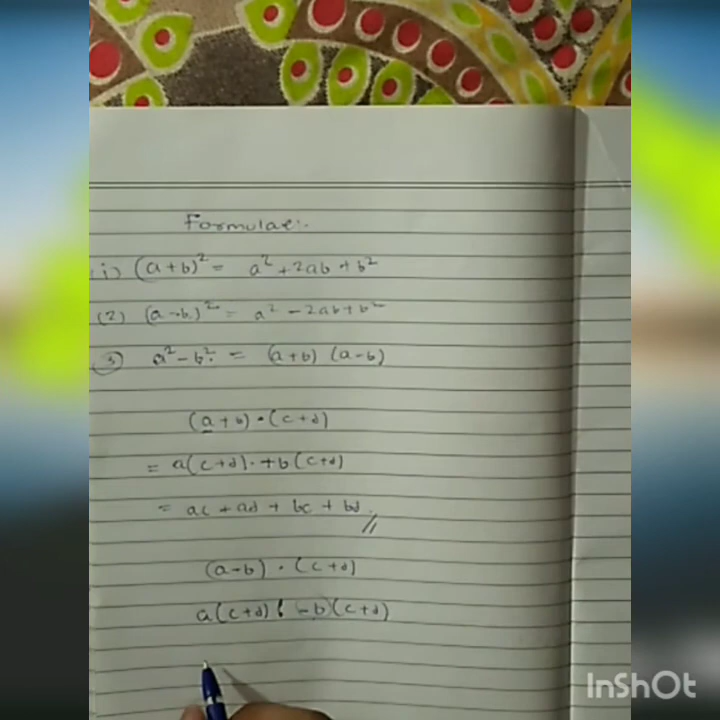 Formulae:-
(1) (a+b)² = a² + 2ab + b²
(2) (a-b)² = a² - 2ab + b²
(3) a² - b² = (a+b) (a-b)
(a+b) · (c+d)
= a(c+d) · +b(c+d)
= ac + ad + bc + bd //
(a-b) · (c+d)
a(c+d) ! -b(c+d)
InShOt